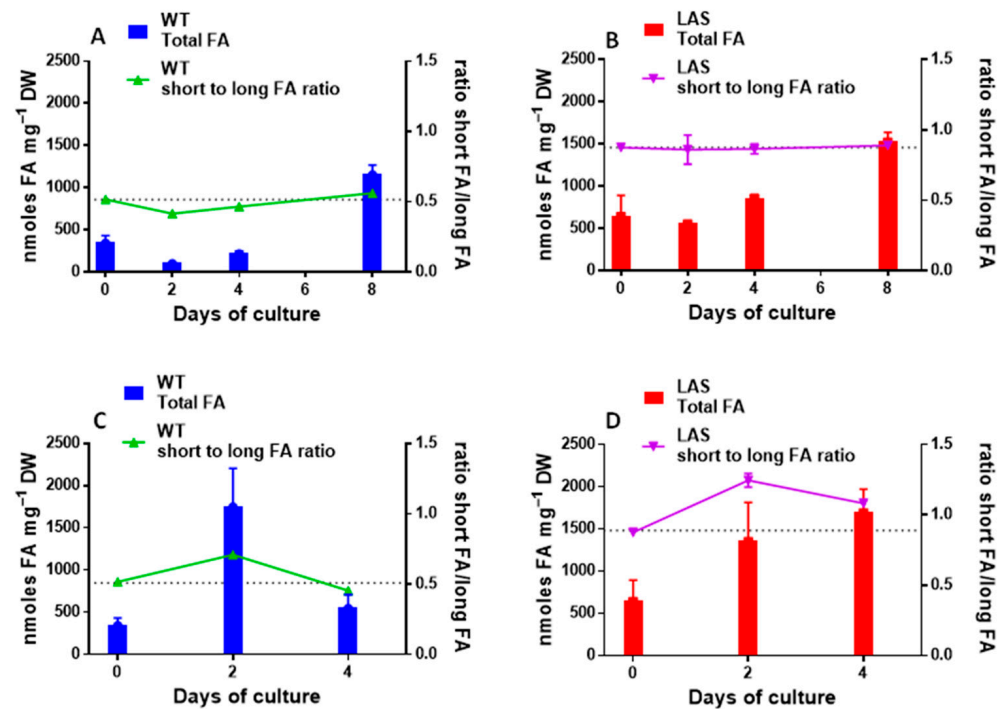 A
WT
Total FA
WT
short to long FA ratio
nmoles FA mg⁻¹ DW
2500
2000
1500
1000
500
0
1.5
1.0
0.5
0.0
ratio short FA/long FA
0 2 4 6 8
Days of culture
B
LAS
Total FA
LAS
short to long FA ratio
nmoles FA mg⁻¹ DW
2500
2000
1500
1000
500
0
1.5
1.0
0.5
0.0
ratio short FA/long FA
0 2 4 6 8
Days of culture
C
WT
Total FA
WT
short to long FA ratio
nmoles FA mg⁻¹ DW
2500
2000
1500
1000
500
0
1.5
1.0
0.5
0.0
ratio short FA/long FA
0 2 4
Days of culture
D
LAS
Total FA
LAS
short to long FA ratio
nmoles FA mg⁻¹ DW
2500
2000
1500
1000
500
0
1.5
1.0
0.5
0.0
ratio short FA/long FA
0 2 4
Days of culture